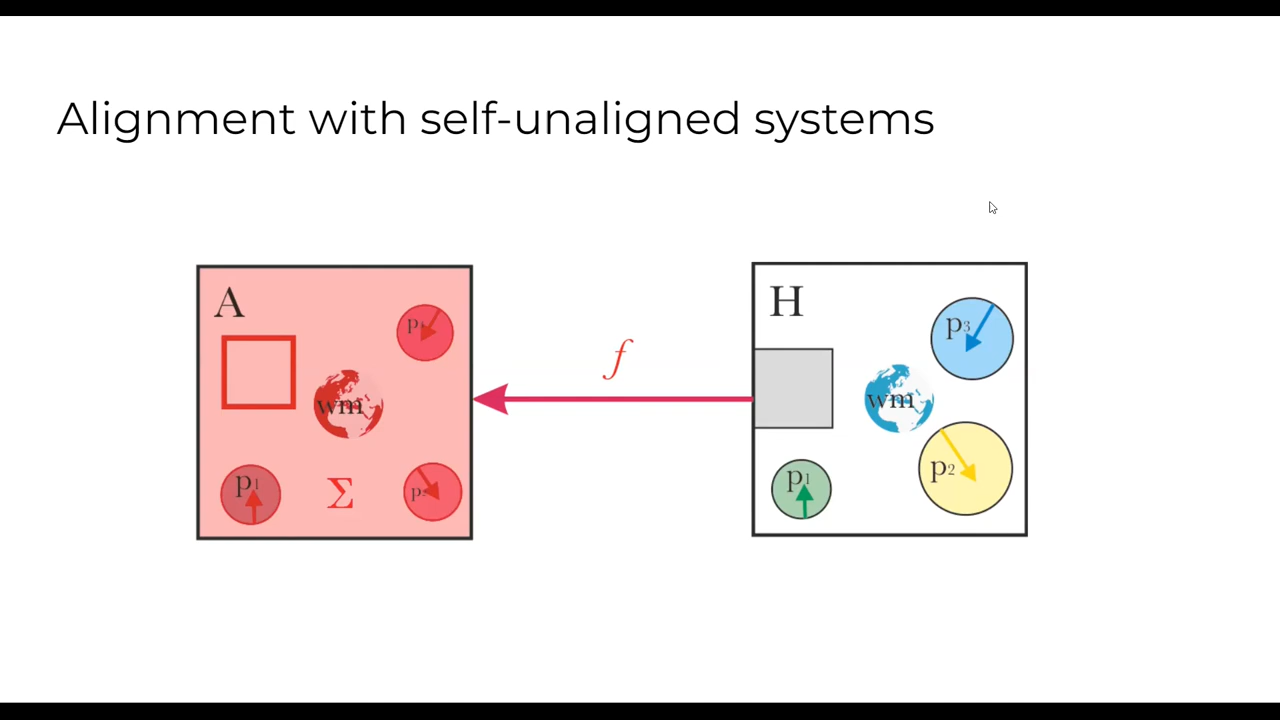 Alignment with self-unaligned systems
A
H
f
p3
wm
wm
p2
p1
p1
Σ